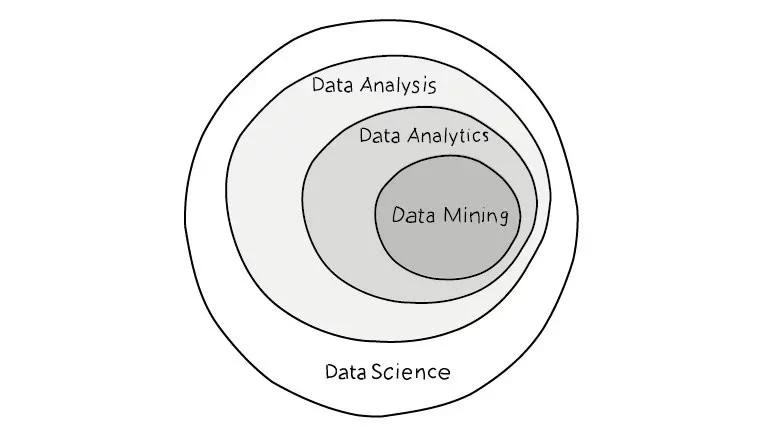 Data Analysis
Data Analytics
Data Mining
Data Science